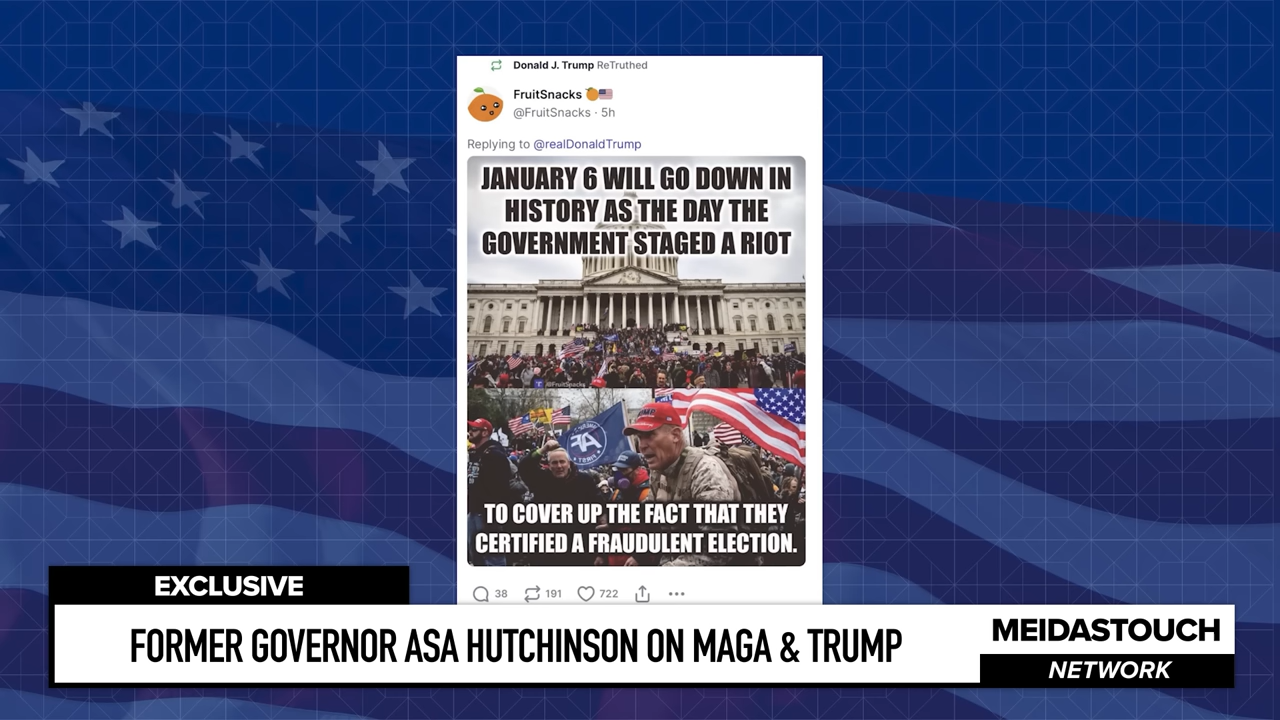 Donald J. Trump ReTruthed
FruitSnacks
@FruitSnacks · 5h
Replying to @realDonaldTrump
JANUARY 6 WILL GO DOWN IN
HISTORY AS THE DAY THE
GOVERNMENT STAGED A RIOT
@FruitSnacks
TRUMP
TO COVER UP THE FACT THAT THEY
CERTIFIED A FRAUDULENT ELECTION.
38 191 722
EXCLUSIVE
FORMER GOVERNOR ASA HUTCHINSON ON MAGA & TRUMP
MEIDASTOUCH
NETWORK